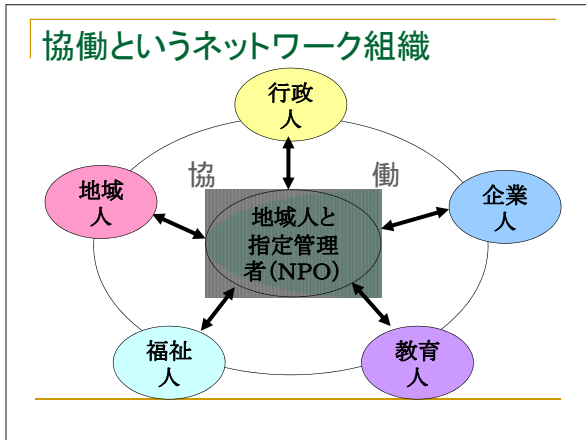 協働というネットワーク組織
行政
人
協 働
地域
人
企業
人
地域人と
指定管理
者(NPO)
福祉
人
教育
人